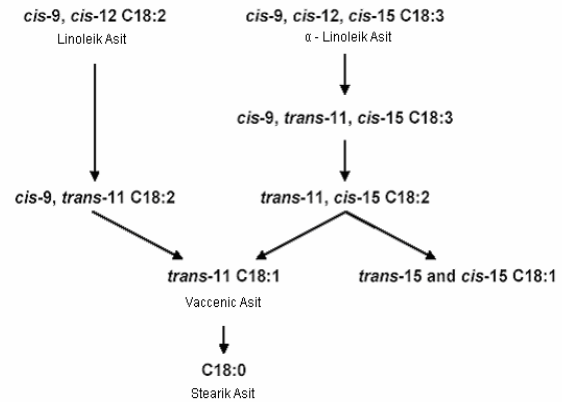 cis-9, cis-12 C18:2
Linoleik Asit
cis-9, cis-12, cis-15 C18:3
α - Linoleik Asit
cis-9, trans-11, cis-15 C18:3
cis-9, trans-11 C18:2
trans-11, cis-15 C18:2
trans-11 C18:1
Vaccenic Asit
trans-15 and cis-15 C18:1
C18:0
Stearik Asit